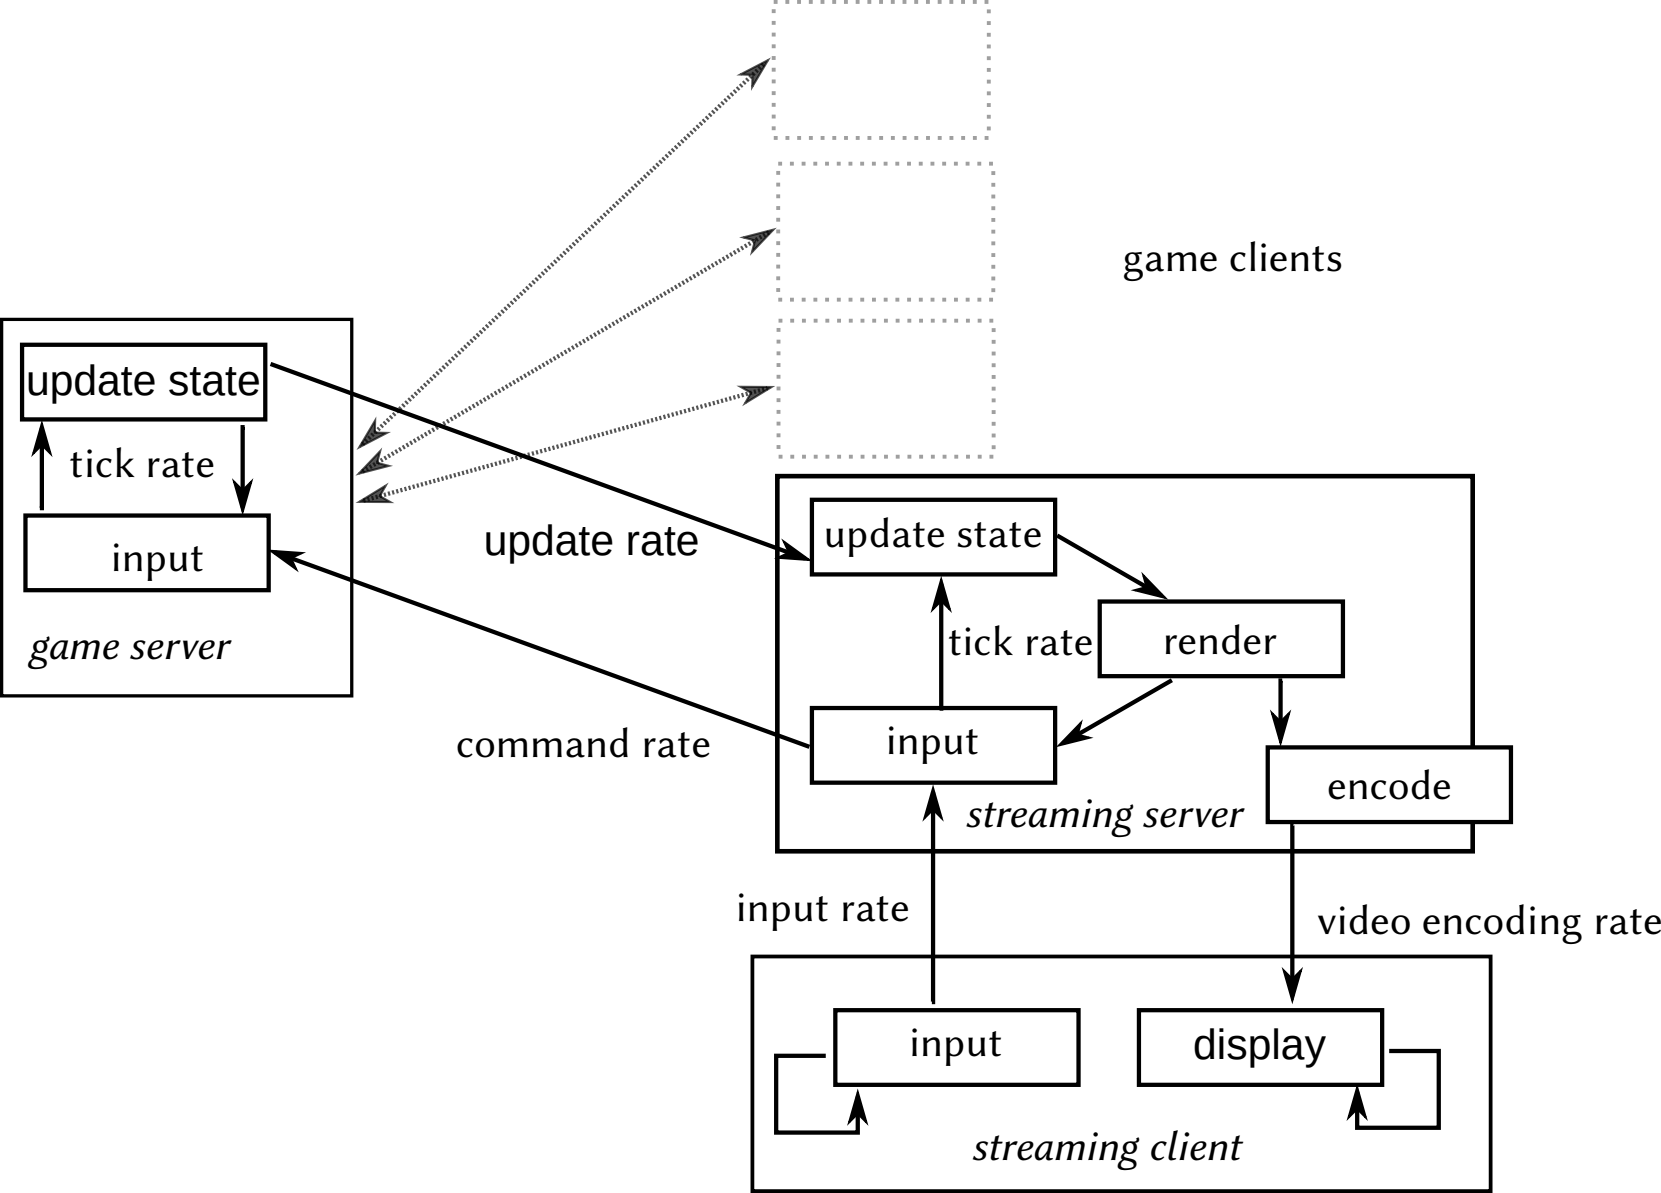 game clients
update state
tick rate
input
game server
update rate
command rate
update state
tick rate
render
input
encode
streaming server
input rate
video encoding rate
input
display
streaming client